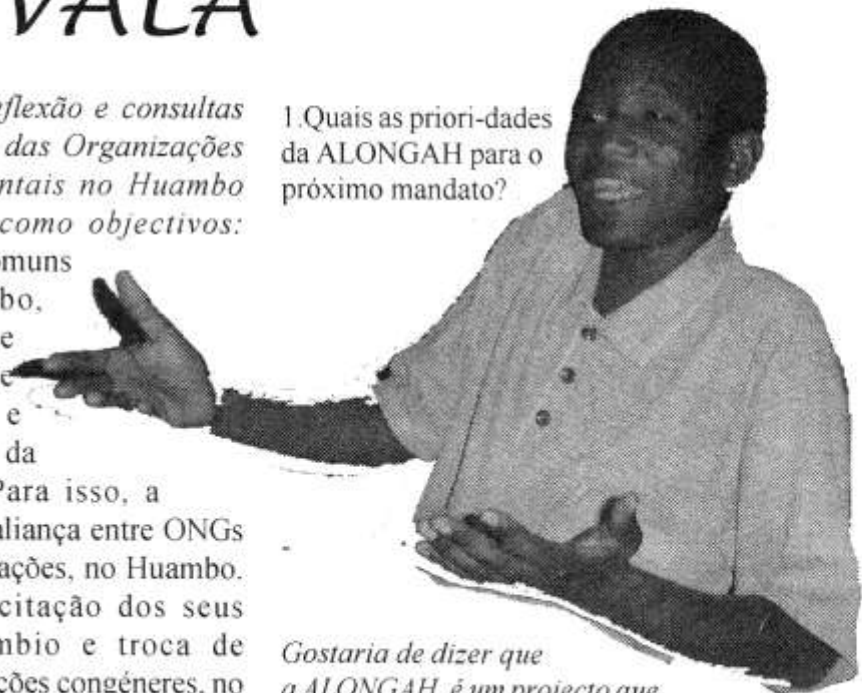 VALA
flexão e consultas
das Organizações
entais no Huambo
como objectivos:
omuns
bo,
e
e
e
da
Para isso, a
aliança entre ONGs
ações, no Huambo.
citação dos seus
mbio e troca de
ções congéneres, no
1.Quais as priori-dades
da ALONGAH para o
próximo mandato?
Gostaria de dizer que
a ALONGAH, é um projecto que